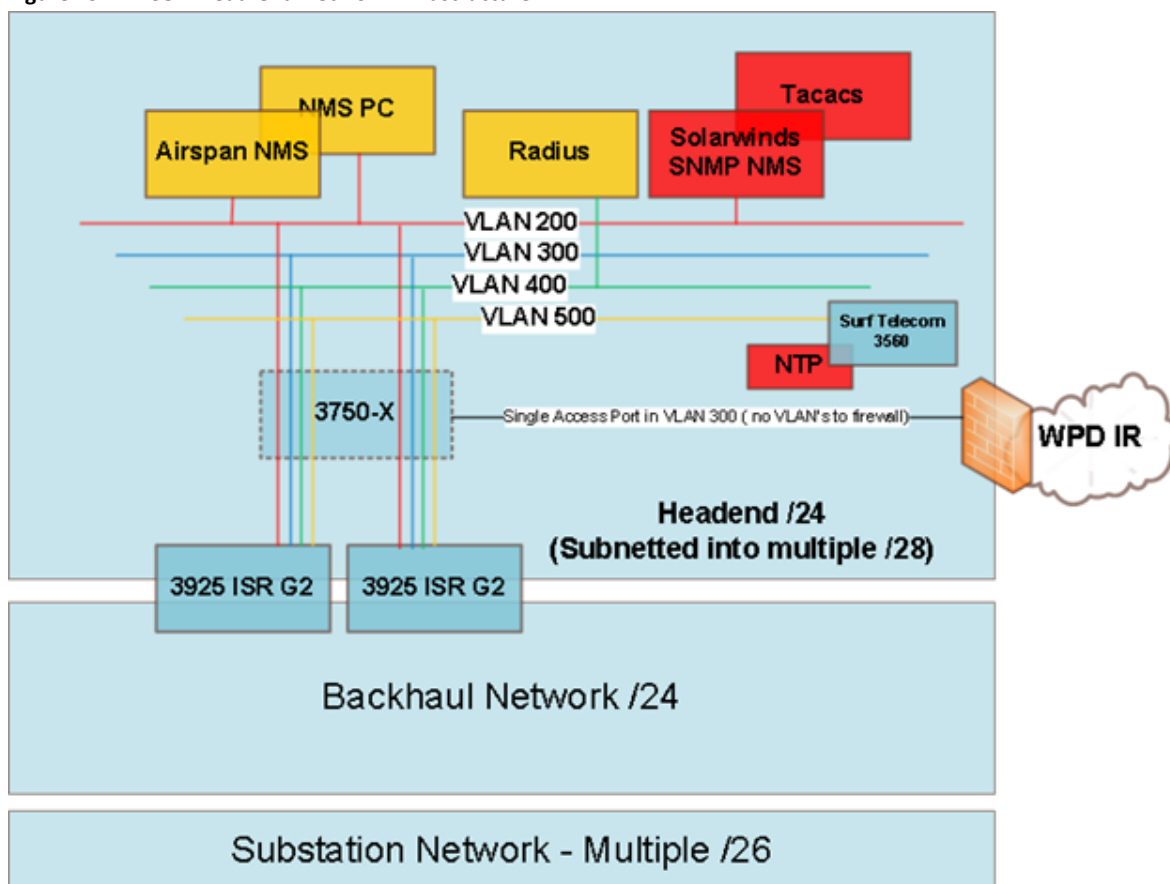 NMS PC
Tacacs
Airspan NMS
Radius
Solarwinds
SNMP NMS
VLAN 200
VLAN 300
VLAN 400
VLAN 500
Surf Telecom
3560
NTP
3750-X
Single Access Port in VLAN 300 ( no VLAN's to firewall)
WPD IR
Headend /24
(Subnetted into multiple /28)
3925 ISR G2
3925 ISR G2
Backhaul Network /24
Substation Network - Multiple /26